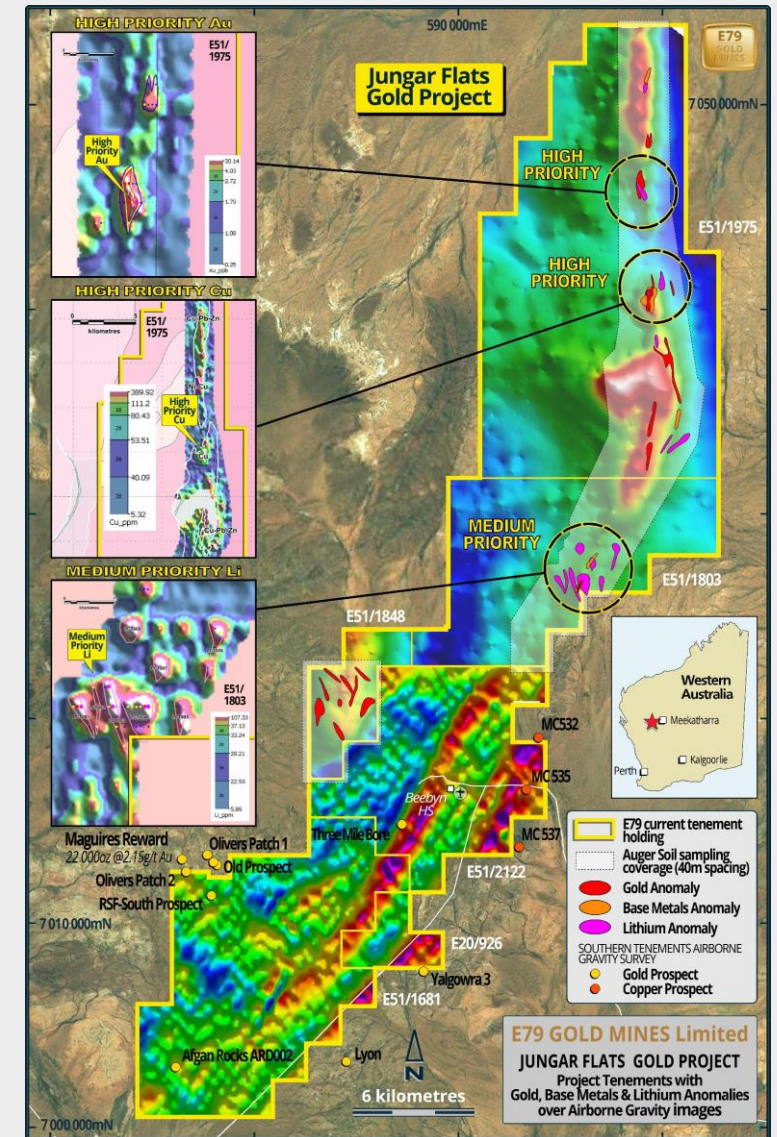 HIGH PRIORITY Au
E51/
1975
High
Priority
Au
30.14
4.03
2.72
1.79
1.09
0.25
Au_ppb
HIGH PRIORITY Cu
0
5
kilometres
E51/
1975
Cu-Pb-Zn
Cu
High
Priority
Cu
Cu
Cu-Pb-Zn
389.92
111.2
80.43
53.51
40.09
5.32
Cu_ppm
MEDIUM PRIORITY Li
Medium
Priority
Li
E51/
1803
107.33
37.13
33.24
28.21
22.93
5.89
Li_ppm
590 000mE
E79
GOLD
MINES
Jungar Flats
Gold Project
7 050 000mN
HIGH
PRIORITY
E51/1975
HIGH
PRIORITY
MEDIUM
PRIORITY
E51/1803
E51/1848
Western
Australia
Meekatharra
Kalgoorlie
Perth
MC532
MC 535
Beebyn
HS
Three Mile Bore
MC 537
Maguires Reward
22 000oz @2.15g/t Au
Olivers Patch 1
Old Prospect
Olivers Patch 2
RSF-South Prospect
E51/2122
7 010 000mN
E20/926
Yalgowra 3
E51/1681
Afgan Rocks ARD002
Lyon
N
6 kilometres
7 000 000mN
E79 current tenement
holding
Auger Soil sampling
coverage (40m spacing)
Gold Anomaly
Base Metals Anomaly
Lithium Anomaly
SOUTHERN TENEMENTS AIRBORNE
GRAVITY SURVEY
Gold Prospect
Copper Prospect
E79 GOLD MINES Limited
JUNGAR FLATS GOLD PROJECT
Project Tenements with
Gold, Base Metals & Lithium Anomalies
over Airborne Gravity images